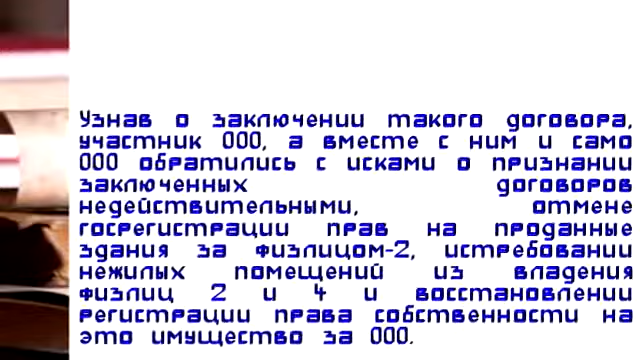 Узнав о заключении такого договора,
участник ООО, а вместе с ним и само
ООО обратились с исками о признании
заключенных договоров
недействительными, отмене
госрегистрации прав на проданные
здания за физлицом-2, истребовании
нежилых помещений из владения
физлиц 2 и 4 и восстановлении
регистрации права собственности на
это имущество за ООО.